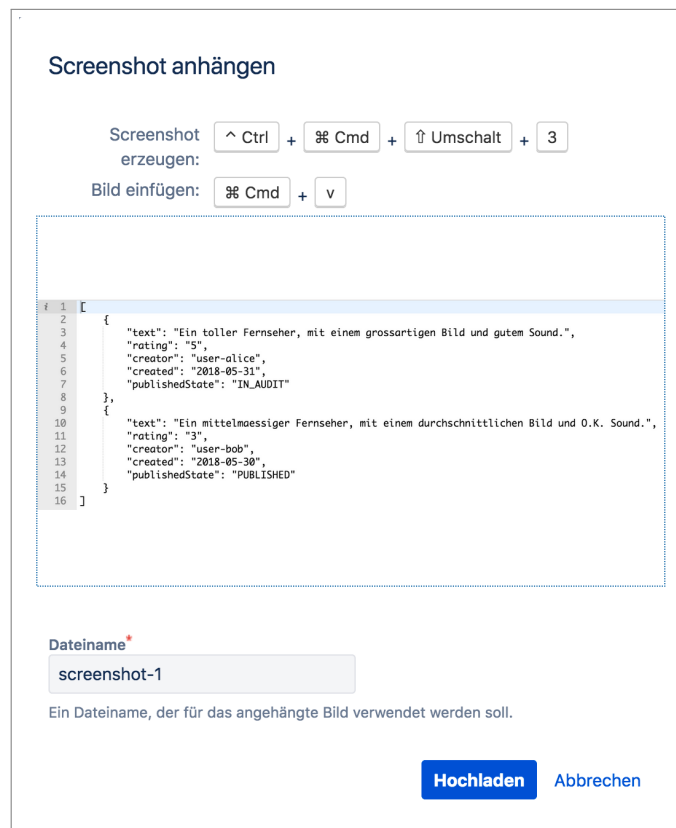 Screenshot anhängen
Screenshot erzeugen: ^ Ctrl + ⌘ Cmd + ⇧ Umschalt + 3
Bild einfügen: ⌘ Cmd + v
i 1 [
2     {
3         "text": "Ein toller Fernseher, mit einem grossartigen Bild und gutem Sound.",
4         "rating": "5",
5         "creator": "user-alice",
6         "created": "2018-05-31",
7         "publishedState": "IN_AUDIT"
8     },
9     {
10         "text": "Ein mittelmaessiger Fernseher, mit einem durchschnittlichen Bild und O.K. Sound.",
11         "rating": "3",
12         "creator": "user-bob",
13         "created": "2018-05-30",
14         "publishedState": "PUBLISHED"
15     }
16 ]
Dateiname*
screenshot-1
Ein Dateiname, der für das angehängte Bild verwendet werden soll.
Hochladen Abbrechen